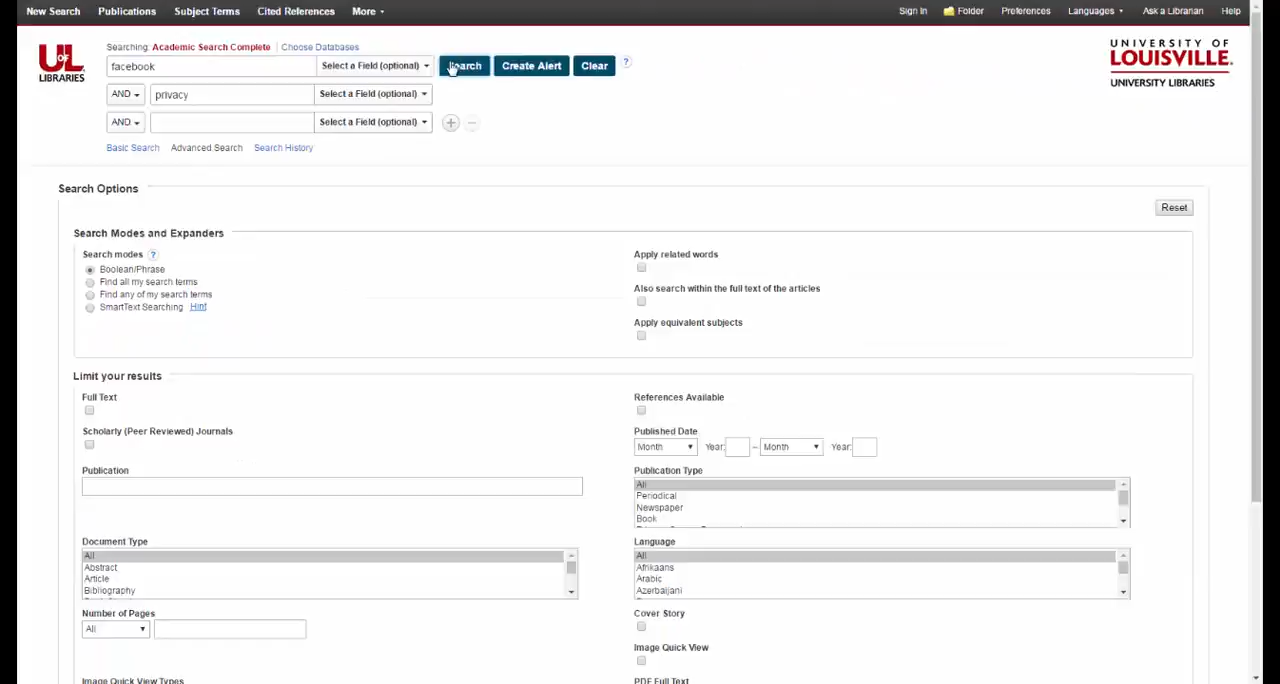 New Search Publications Subject Terms Cited References More Sign In Folder Preferences Languages Ask a Librarian Help
UL OF LIBRARIES
Searching: Academic Search Complete Choose Databases
UNIVERSITY OF
LOUISVILLE.
UNIVERSITY LIBRARIES
facebook Select a Field (optional) Search Create Alert Clear ?
AND privacy Select a Field (optional)
AND Select a Field (optional)
Basic Search Advanced Search Search History
Search Options
Reset
Search Modes and Expanders
Search modes ?
Boolean/Phrase
Find all my search terms
Find any of my search terms
SmartText Searching Hint
Apply related words
Also search within the full text of the articles
Apply equivalent subjects
Limit your results
Full Text
References Available
Scholarly (Peer Reviewed) Journals
Published Date
Month Year: – Month Year:
Publication
Publication Type
All
Periodical
Newspaper
Book
Document Type
All
Abstract
Article
Bibliography
Language
All
Afrikaans
Arabic
Azerbaijani
Number of Pages
All
Cover Story
Image Quick View
Image Quick View Types
PDF Full Text